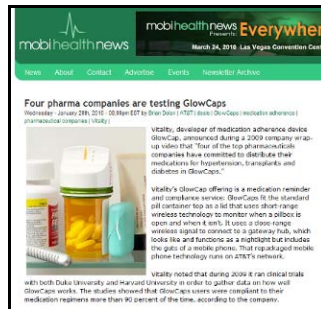 mobihealthnews
mobihealthnews Everywhere
Presents:
March 24, 2010 Las Vegas Convention Cent
News About Contact Advertise Events Newsletter Archive
Four pharma companies are testing GlowCaps
Wednesday - January 20th, 2010 - EST by Brian Dolan | AT&T | deals | GlowCaps | medication adherence |
pharmaceutical companies | Vitality |
Vitality, developer of medication adherence device
GlowCap, announced during a 2009 company wrap-
up video that "four of the top pharmaceuticals
companies have committed to distribute their
medications for hypertension, transplants and
diabetes in GlowCaps."
Vitality's GlowCap offering is a medication reminder
and compliance service: GlowCaps fit the standard
pill container top as a lid that uses short-range
wireless technology to monitor when a pillbox is
open and when it isn't. It uses a close-range
wireless signal to connect to a gateway hub, which
looks like and functions as a nightlight but includes
the guts of a mobile phone. That repackaged mobile
phone technology runs on AT&T's network.
Vitality noted that during 2009 it ran clinical trials
with both Duke University and Harvard University in order to gather data on how well
GlowCaps works. The studies showed that GlowCaps users were compliant to their
medication regimens more than 90 percent of the time, according to the company.